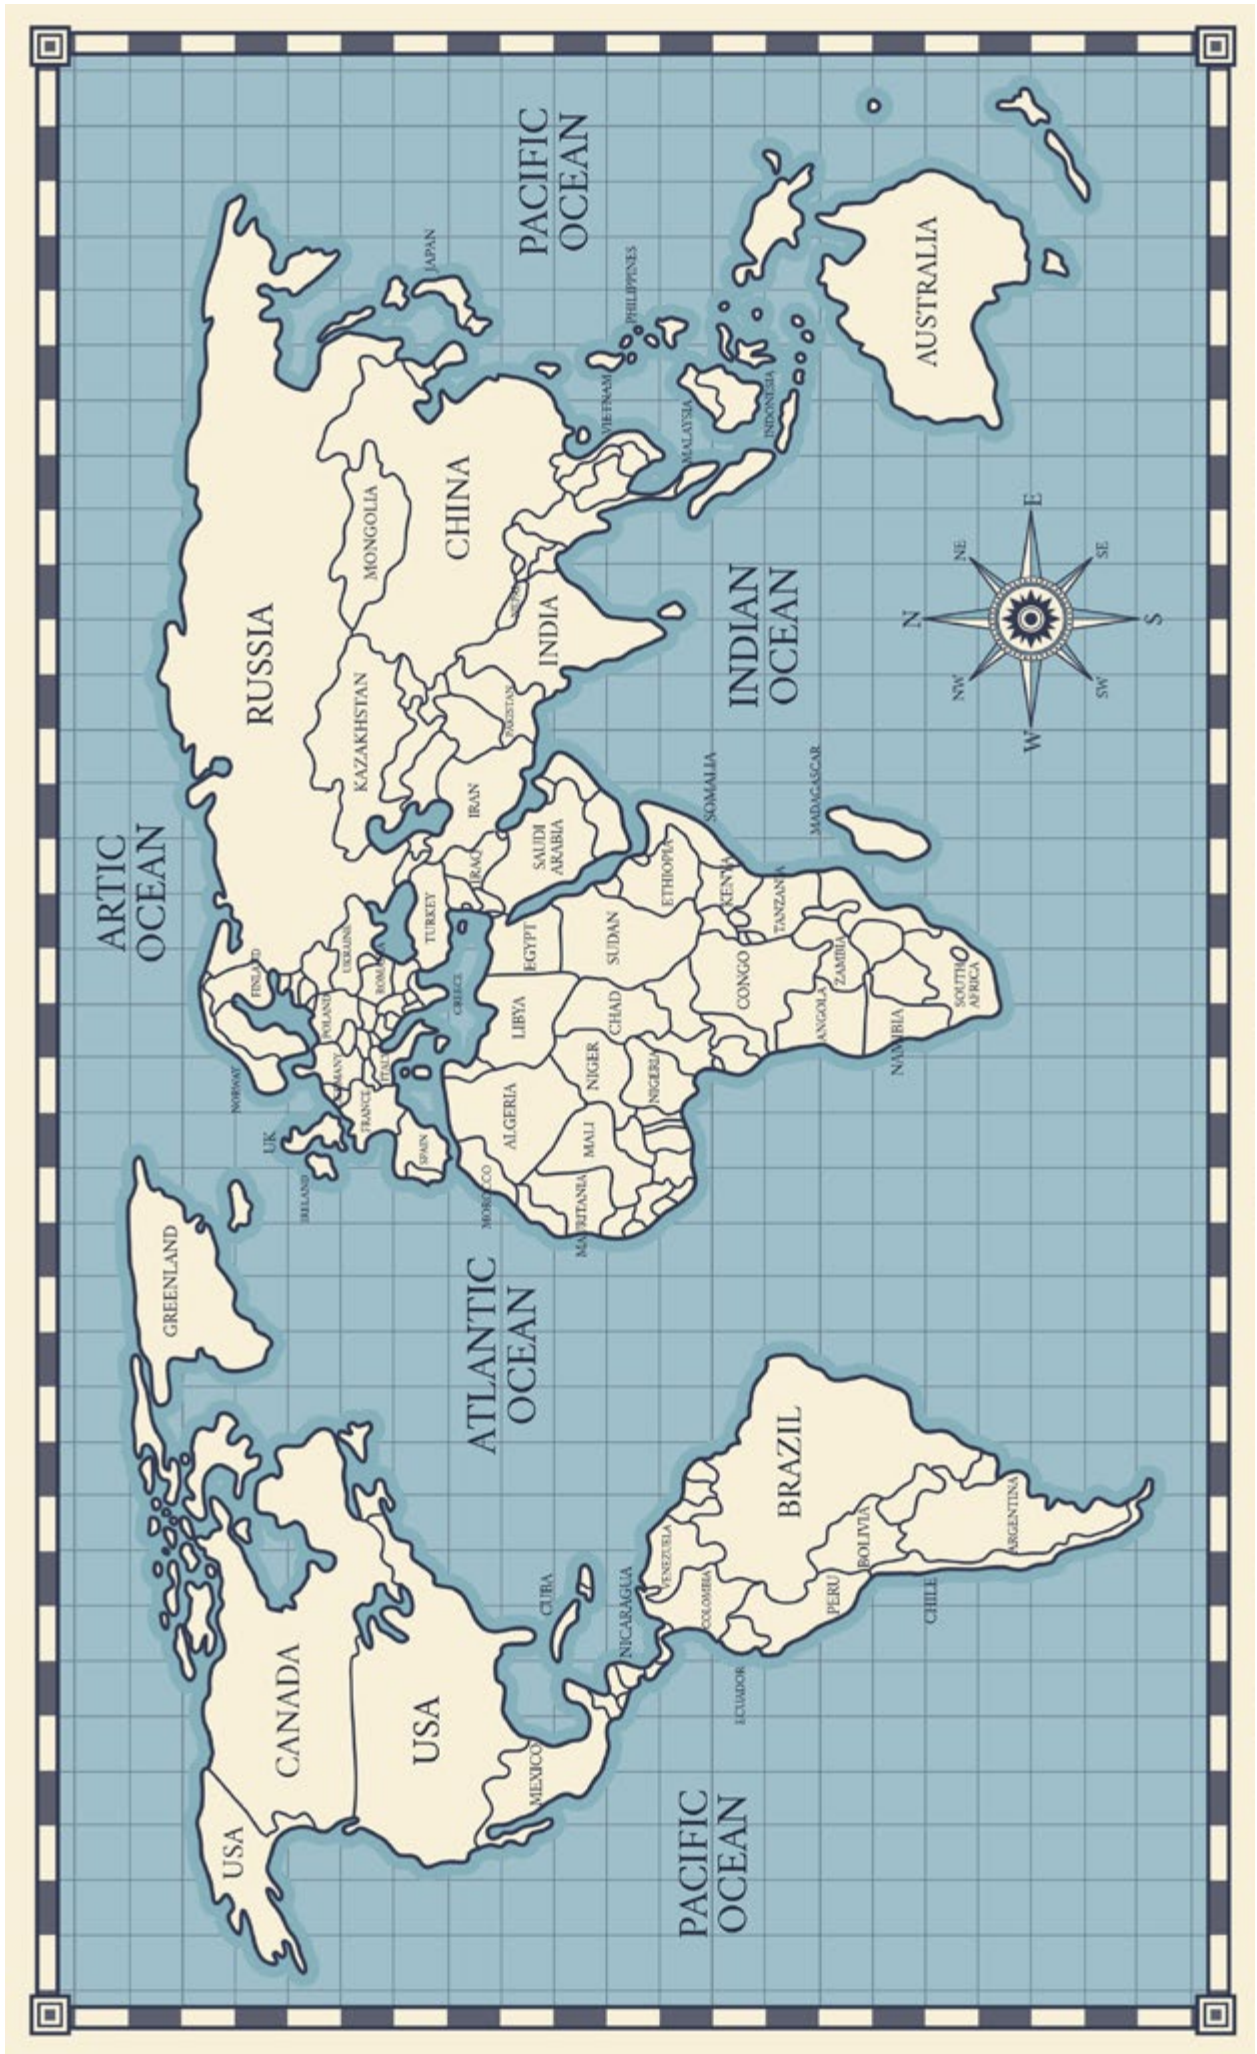 ARTIC
OCEAN
GREENLAND
USA
CANADA
USA
MEXICO
CUBA
NICARAGUA
ATLANTIC
OCEAN
PACIFIC
OCEAN
VENEZUELA
COLOMBIA
ECUADOR
BRAZIL
PERU
BOLIVIA
CHILE
ARGENTINA
NORWAY
FINLAND
UK
IRELAND
POLAND
UKRAINE
FRANCE
ITALY
ROMANIA
SPAIN
GREECE
TURKEY
RUSSIA
KAZAKHSTAN
MONGOLIA
CHINA
JAPAN
PACIFIC
OCEAN
IRAQ
IRAN
SAUDI
ARABIA
PAKISTAN
NEPAL
INDIA
VIETNAM
PHILIPPINES
MALAYSIA
INDONESIA
MOROCCO
ALGERIA
LIBYA
EGYPT
MAURITANIA
MALI
NIGER
CHAD
SUDAN
NIGERIA
ETHIOPIA
SOMALIA
KENYA
CONGO
TANZANIA
ANGOLA
ZAMBIA
MADAGASCAR
NAMIBIA
SOUTH
AFRICA
INDIAN
OCEAN
AUSTRALIA
N
NW
NE
W
E
SW
SE
S